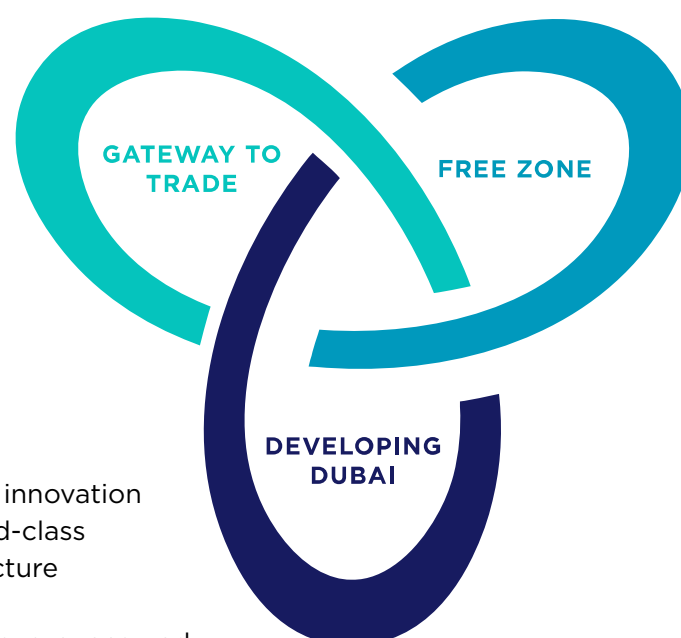 GATEWAY TO
TRADE
FREE ZONE
DEVELOPING
DUBAI
innovation
d-class
cture